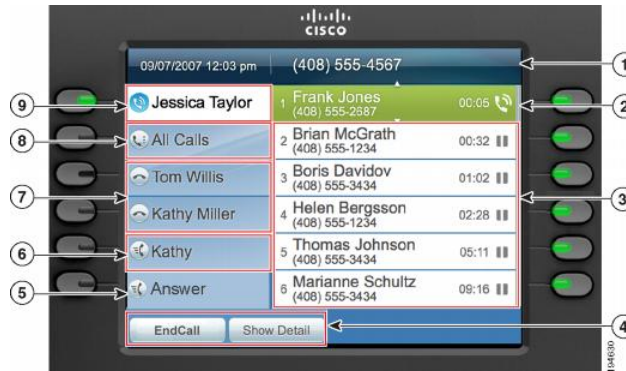 CISCO
09/07/2007 12:03 pm (408) 555-4567
1
9
Jessica Taylor
1 Frank Jones 00:05
(408) 555-2687
2
8
All Calls
2 Brian McGrath 00:32
(408) 555-1234
7
Tom Willis
3 Boris Davidov 01:02
(408) 555-3434
3
Kathy Miller
4 Helen Bergsson 02:28
(408) 555-1234
6
Kathy
5 Thomas Johnson 05:11
(408) 555-3434
5
Answer
6 Marianne Schultz 09:16
(408) 555-3434
EndCall Show Detail
4
194630